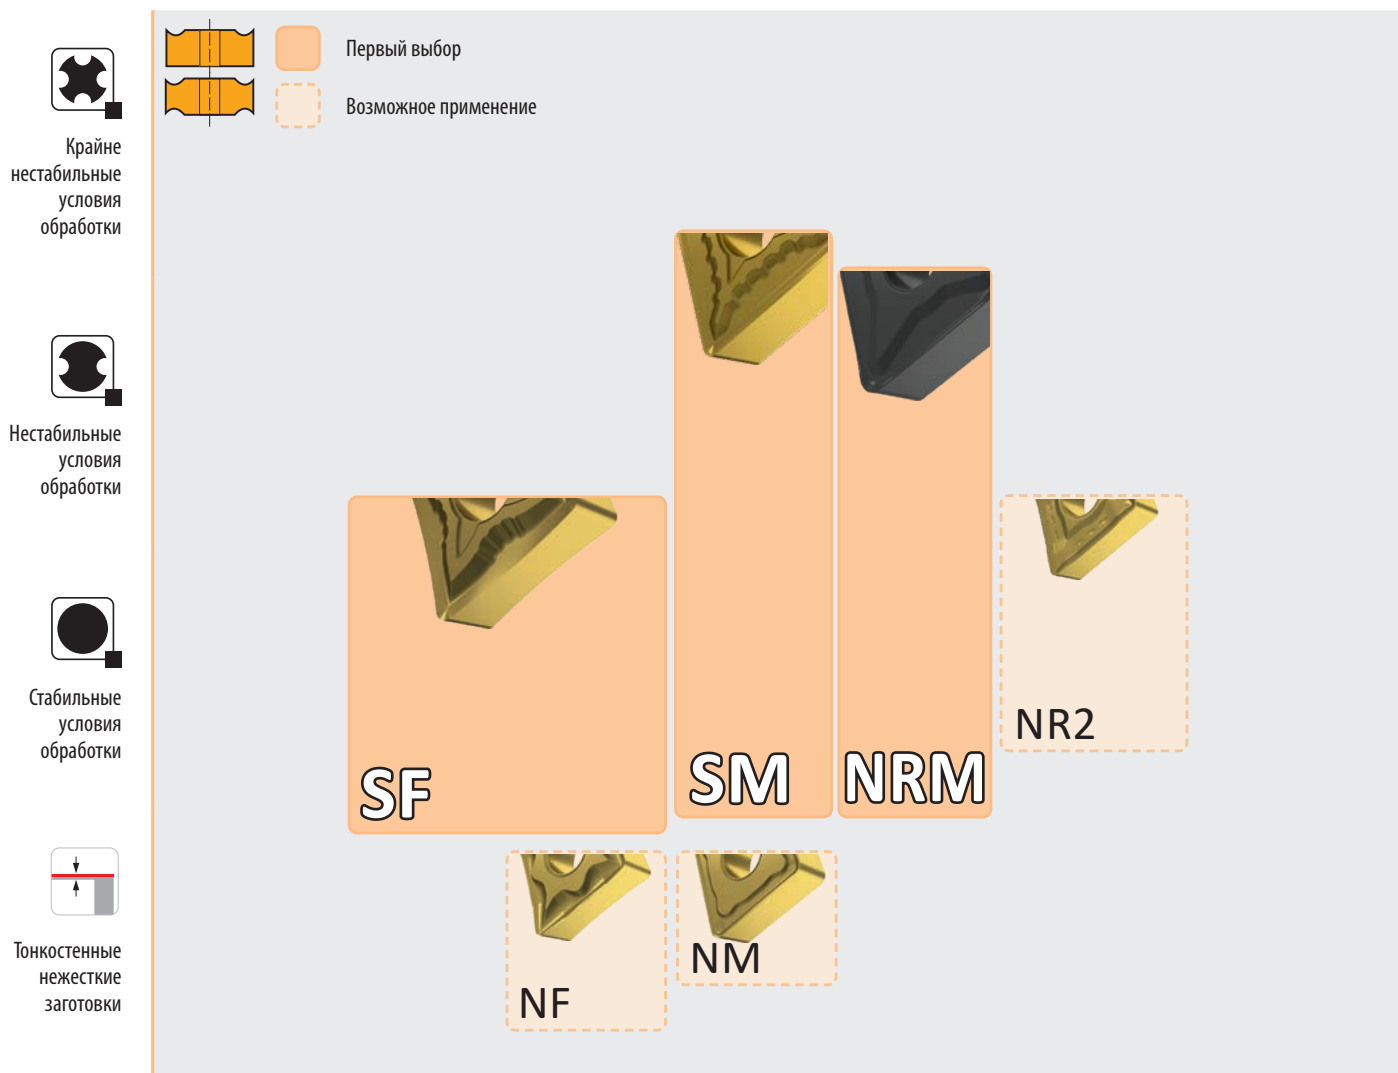 Первый выбор
Возможное применение
Крайне
нестабильные
условия
обработки
Нестабильные
условия
обработки
Стабильные
условия
обработки
Тонкостенные
нежесткие
заготовки
SF
SM
NRM
NR2
NF
NM